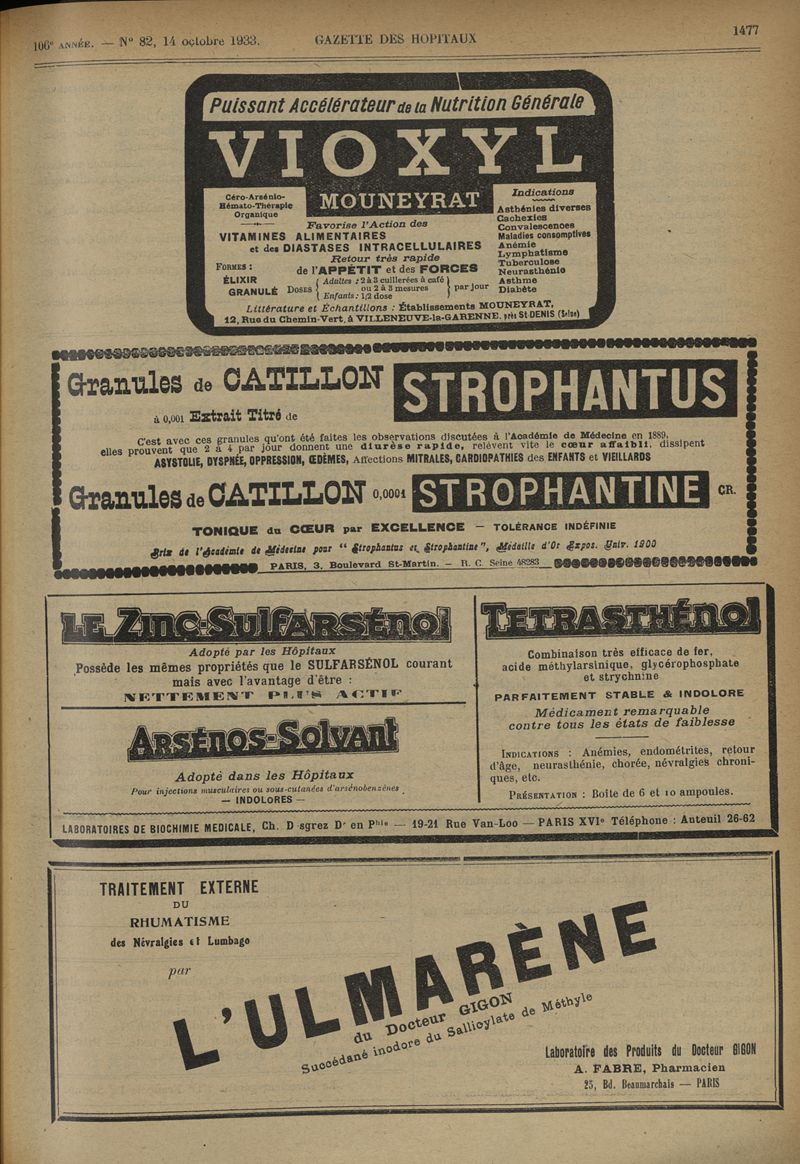 106e ANNÉE. — N° 82, 14 octobre 1933. GAZETTE DES HOPITAUX 1477
Puissant Accélérateur de la Nutrition Générale
VIOXYL
MOUNEYRAT
Céro-Arsénio-
Hémato-Thérapie
Organique
Favorise l'Action des
VITAMINES ALIMENTAIRES
et des DIASTASES INTRACELLULAIRES
Retour très rapide
de l'APPÉTIT et des FORCES
FORMES :
ÉLIXIR
GRANULÉ
DOSES
Adultes : 2 à 3 cuillerées à café
ou 2 à 3 mesures
Enfants : 1/2 dose
par jour
Indications
Asthénies diverses
Cachexies
Convalescences
Maladies consomptives
Anémie
Lymphatisme
Tuberculose
Neurasthénie
Asthme
Diabète
Littérature et Échantillons : Établissements MOUNEYRAT,
12, Rue du Chemin-Vert, à VILLENEUVE-la-GARENNE, près St-DENIS (Seine)
Granules de CATILLON STROPHANTUS
à 0,001 Extrait Titré de
C'est avec ces granules qu'ont été faites les observations discutées à l'Académie de Médecine en 1889,
elles prouvent que 2 à 4 par jour donnent une diurèse rapide, relèvent vite le cœur affaibli, dissipent
ASYSTOLIE, DYSPNÉE, OPPRESSION, ŒDÈMES, Affections MITRALES, CARDIOPATHIES des ENFANTS et VIEILLARDS
Granules de CATILLON 0,0001 STROPHANTINE CR.
TONIQUE du CŒUR par EXCELLENCE — TOLÉRANCE INDÉFINIE
Prix de l'Académie de Médecine pour "Strophantus et Strophantine", Médaille d'Or Expos. Univ. 1900
PARIS, 3, Boulevard St-Martin. — R. C. Seine 48283
LE Zinc-Sulfarsénol
Adopté par les Hôpitaux
Possède les mêmes propriétés que le SULFARSÉNOL courant
mais avec l'avantage d'être :
NETTEMENT PLUS ACTIF
Arsénos-Solvant
Adopté dans les Hôpitaux
Pour injections musculaires ou sous-cutanées d'arsénobenzènes
— INDOLORES —
Tétrasthénol
Combinaison très efficace de fer,
acide méthylarsinique, glycérophosphate
et strychnine
PARFAITEMENT STABLE & INDOLORE
Médicament remarquable
contre tous les états de faiblesse
INDICATIONS : Anémies, endométrites, retour
d'âge, neurasthénie, chorée, névralgies chroni-
ques, etc.
PRÉSENTATION : Boite de 6 et 10 ampoules.
LABORATOIRES DE BIOCHIMIE MEDICALE, Ch. D sgrez Dr en Phie — 19-21 Rue Van-Loo — PARIS XVIe Téléphone : Auteuil 26-62
TRAITEMENT EXTERNE
DU
RHUMATISME
des Névralgies et Lumbago
par
L'ULMARÈNE
du Docteur GIGON
Succédané inodore du Sallicylate de Méthyle
Laboratoire des Produits du Docteur GIGON
A. FABRE, Pharmacien
25, Bd. Beaumarchais — PARIS